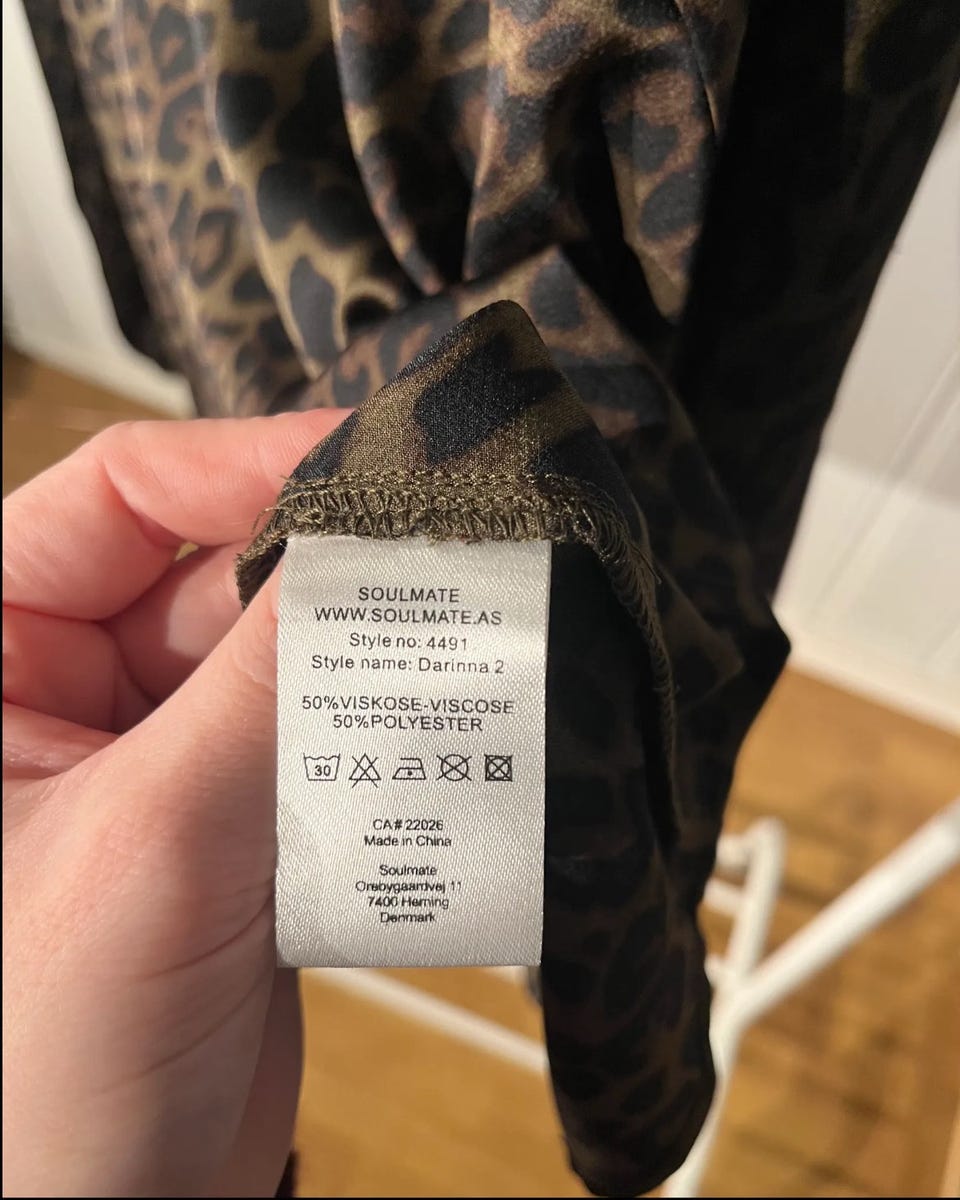 SOULMATE
WWW.SOULMATE.AS
Style no: 4491
Style name: Darinna 2
50%VISKOSE-VISCOSE
50%POLYESTER
30
CA# 22026
Made in China
Soulmate
Orebygaardvej 11
7400 Herning
Denmark